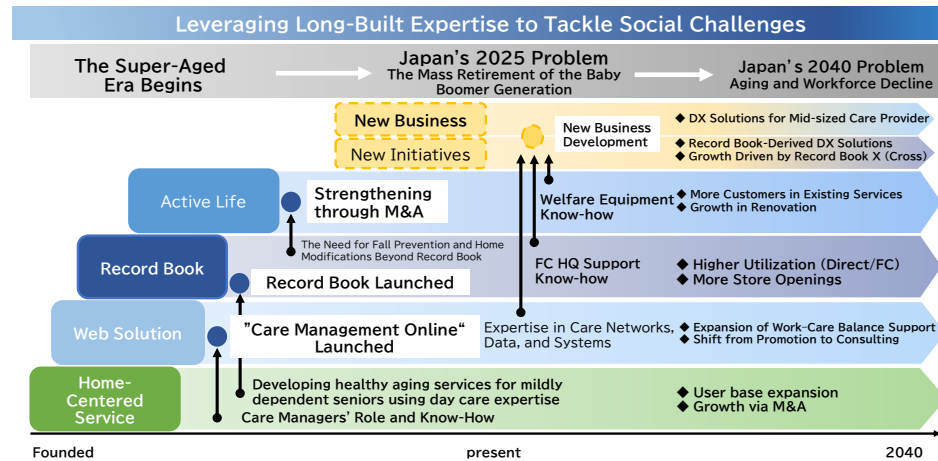 Leveraging Long-Built Expertise to Tackle Social Challenges
The Super-Aged
Era Begins
Japan's 2025 Problem
The Mass Retirement of the Baby
Boomer Generation
Japan's 2040 Problem
Aging and Workforce Decline
New Business
New Initiatives
New Business
Development
◆ DX Solutions for Mid-sized Care Provider
◆ Record Book-Derived DX Solutions
◆ Growth Driven by Record Book X (Cross)
Active Life
Strengthening
through M&A
Welfare Equipment
Know-how
◆ More Customers in Existing Services
◆ Growth in Renovation
The Need for Fall Prevention and Home
Modifications Beyond Record Book
Record Book
Record Book Launched
FC HQ Support
Know-how
◆ Higher Utilization (Direct/FC)
◆ More Store Openings
Web Solution
"Care Management Online"
Launched
Expertise in Care Networks,
Data, and Systems
◆ Expansion of Work-Care Balance Support
◆ Shift from Promotion to Consulting
Home-
Centered
Service
Developing healthy aging services for mildly
dependent seniors using day care expertise
Care Managers' Role and Know-How
◆ User base expansion
◆ Growth via M&A
Founded
present
2040